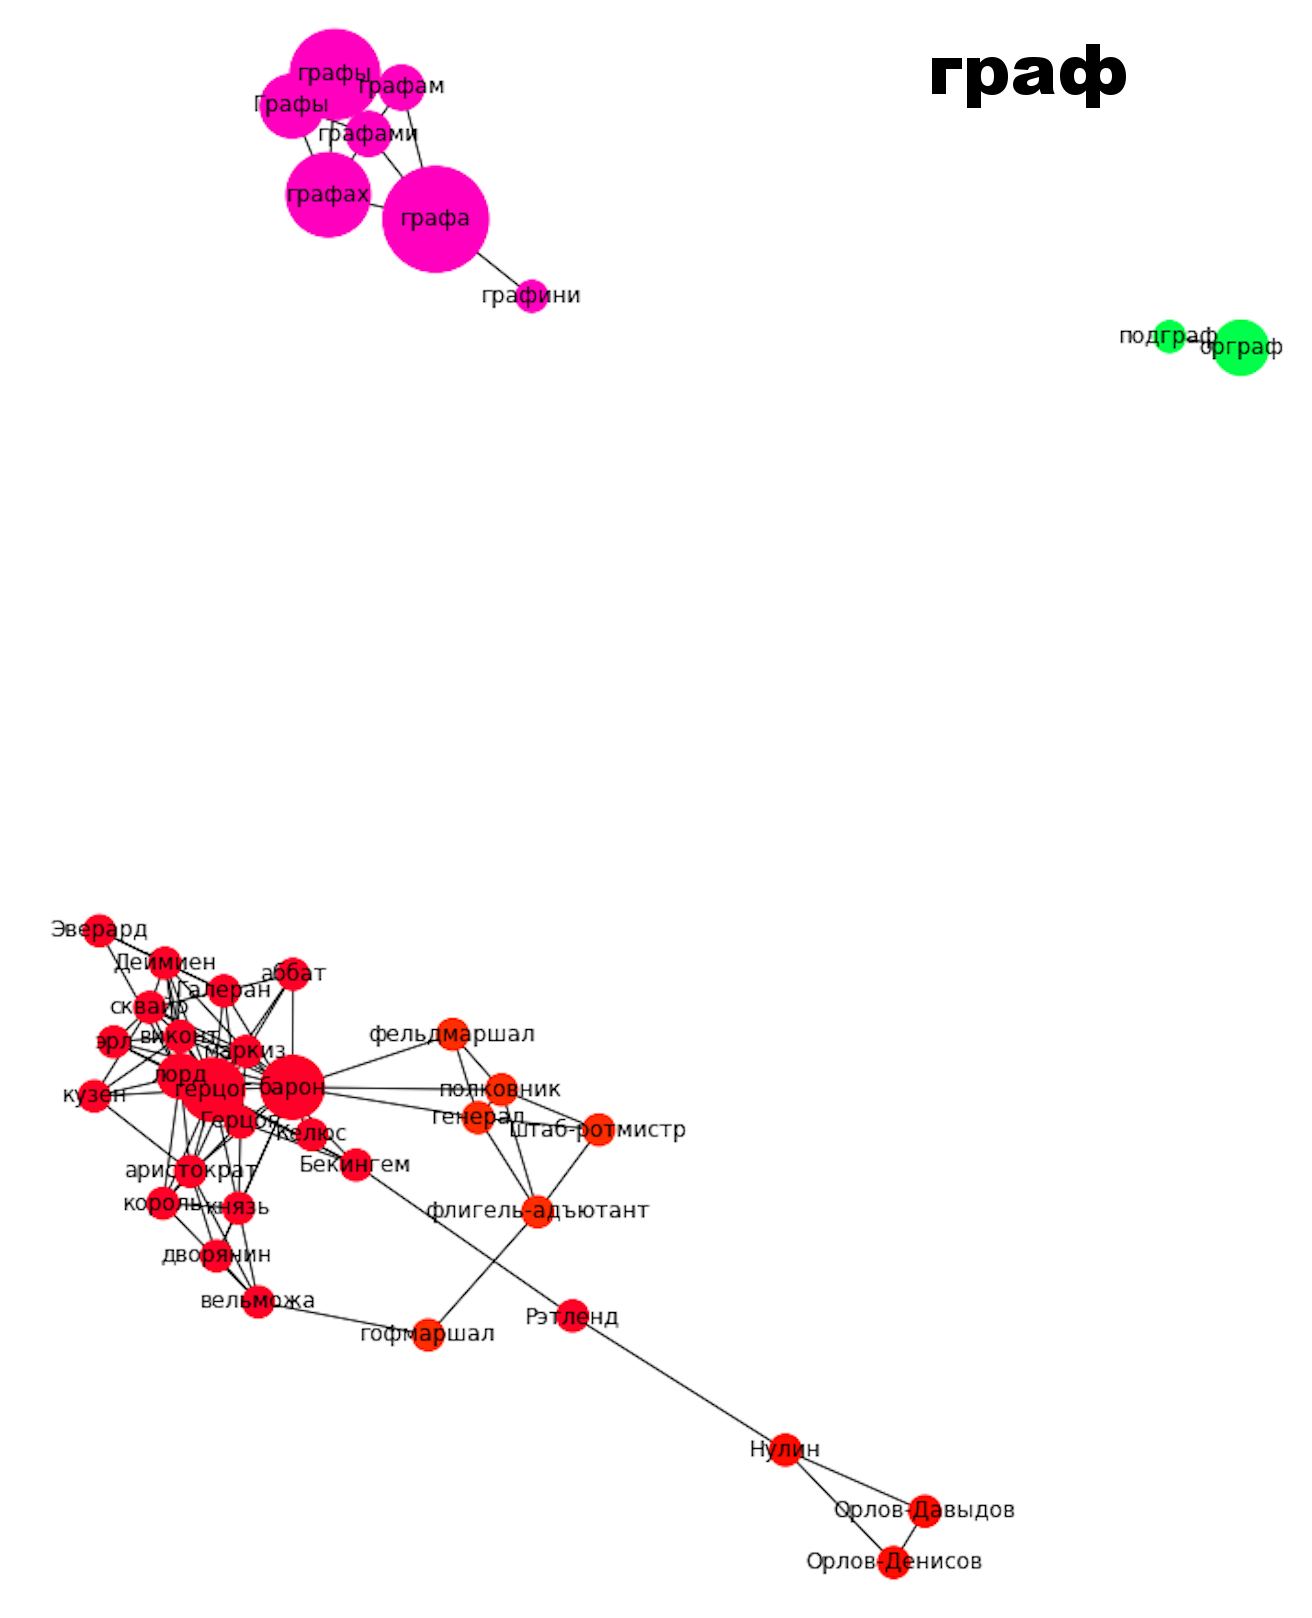 граф
графы
графам
Графы
графами
графах
графа
графини
подграф
орграф
Эверард
Деймиен
аббат
Галеран
сквайр
виконт
эрл
маркиз
фельдмаршал
лорд
герцог
барон
кузен
полковник
генерал
Герцог
Келюс
штаб-ротмистр
Бекингем
аристократ
король
князь
флигель-адъютант
дворянин
вельможа
Рэтленд
гофмаршал
Нулин
Орлов-Давыдов
Орлов-Денисов